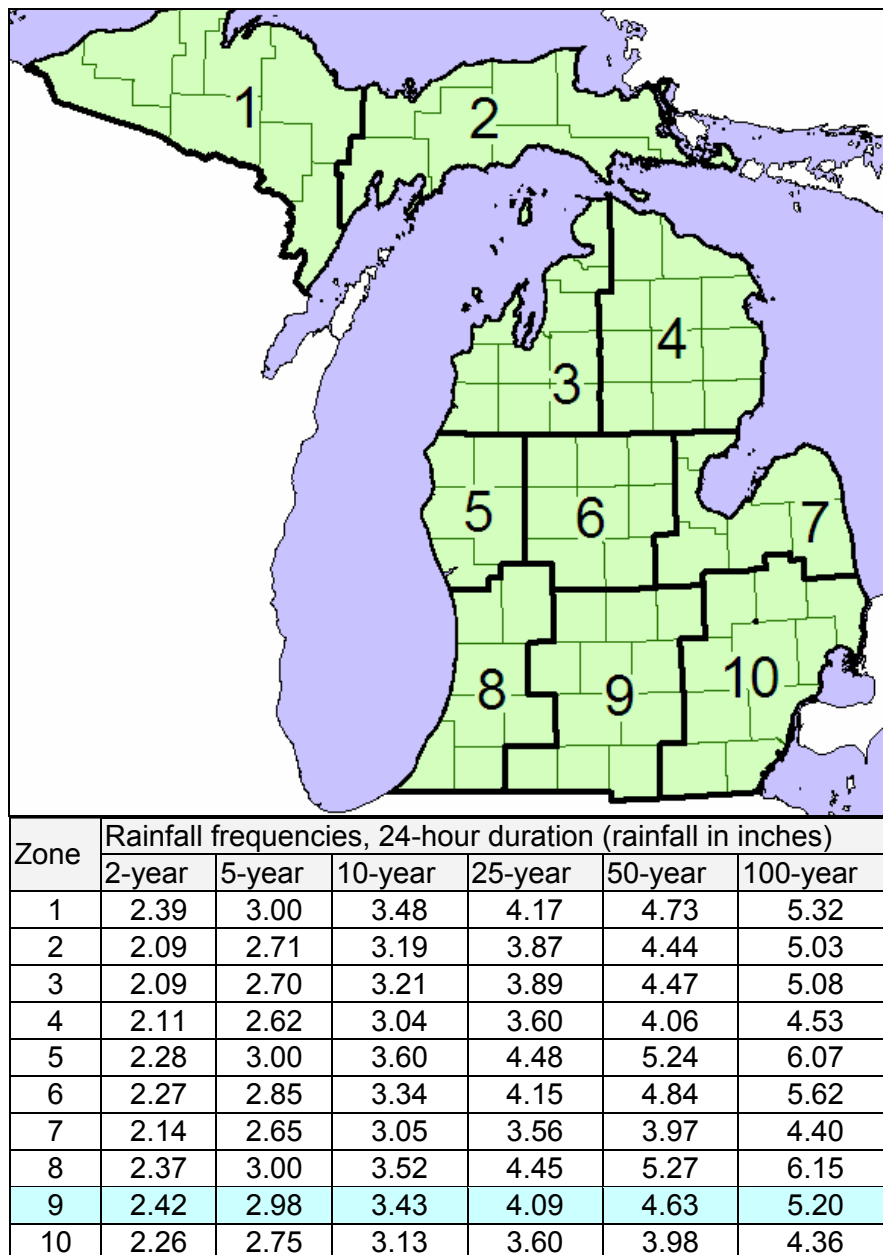 1
2
3
4
5
6
7
8
9
10
Zone
Rainfall frequencies, 24-hour duration (rainfall in inches)
2-year 5-year 10-year 25-year 50-year 100-year
1 2.39 3.00 3.48 4.17 4.73 5.32
2 2.09 2.71 3.19 3.87 4.44 5.03
3 2.09 2.70 3.21 3.89 4.47 5.08
4 2.11 2.62 3.04 3.60 4.06 4.53
5 2.28 3.00 3.60 4.48 5.24 6.07
6 2.27 2.85 3.34 4.15 4.84 5.62
7 2.14 2.65 3.05 3.56 3.97 4.40
8 2.37 3.00 3.52 4.45 5.27 6.15
9 2.42 2.98 3.43 4.09 4.63 5.20
10 2.26 2.75 3.13 3.60 3.98 4.36